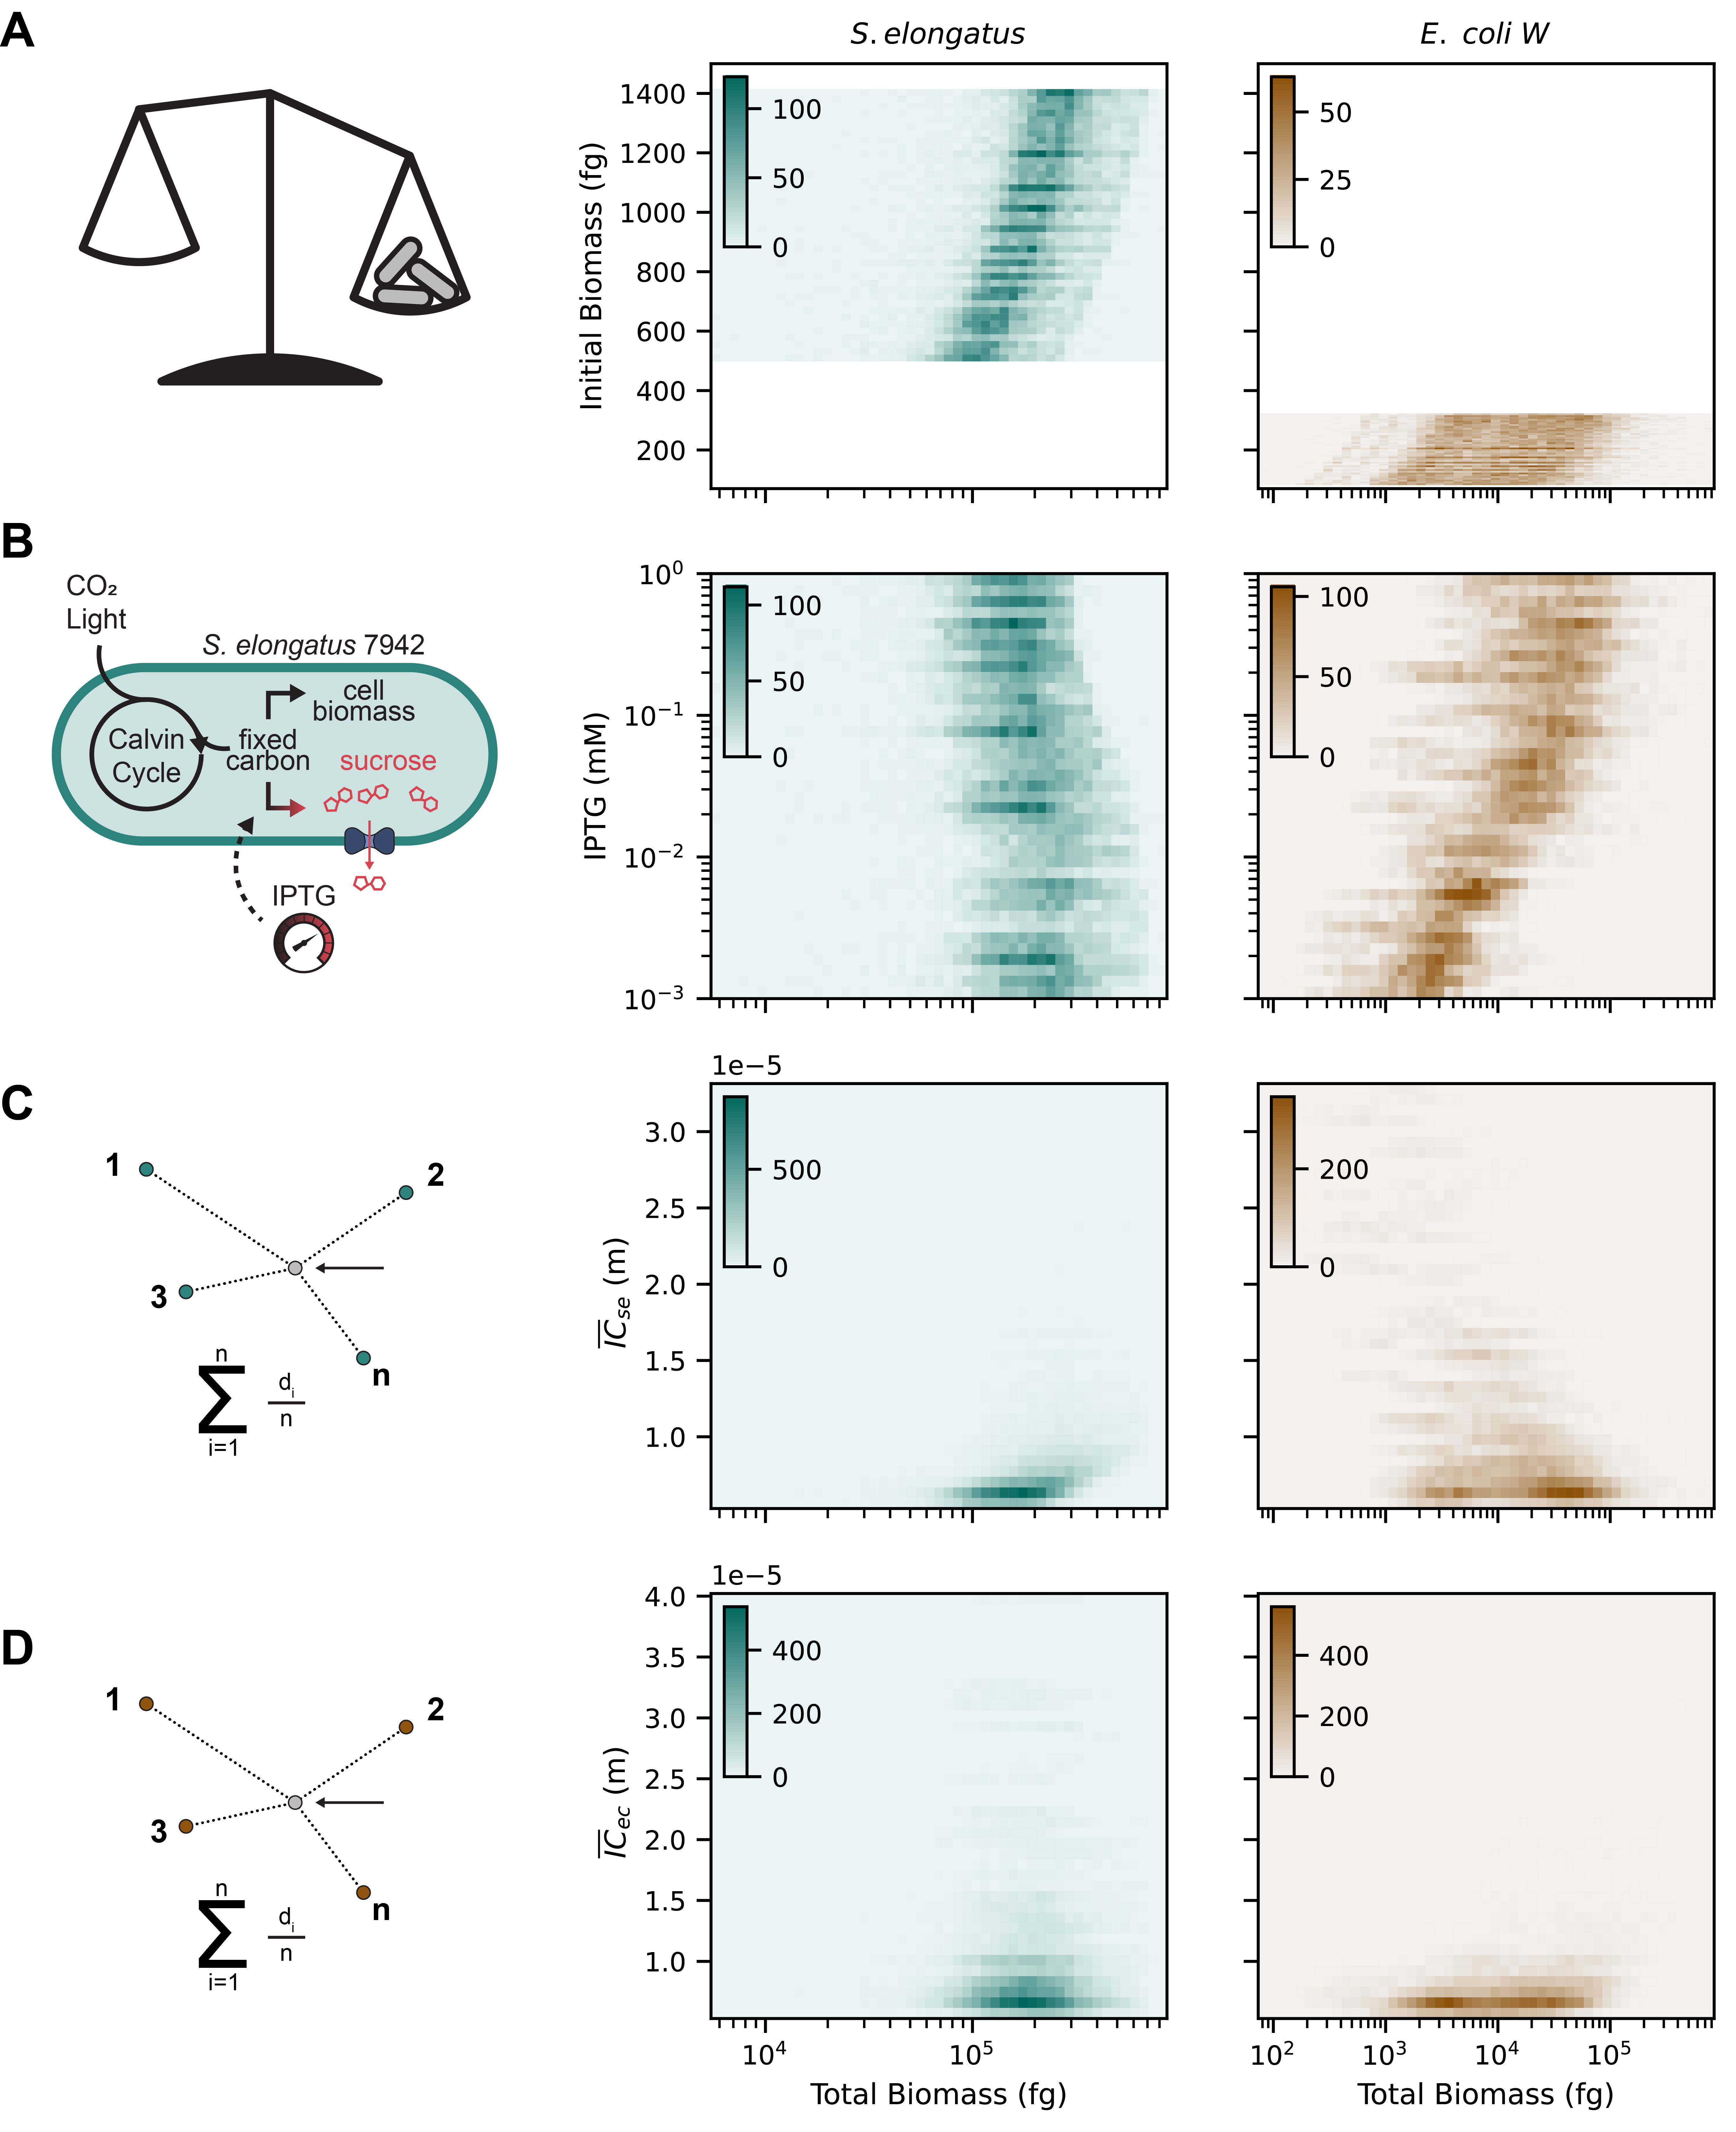 A
S. elongatus
E. coli W
Initial Biomass (fg)
1400
1200
1000
800
600
400
200
100
50
0
50
25
0
B
CO₂
Light
S. elongatus 7942
Calvin
Cycle
fixed
carbon
cell
biomass
sucrose
IPTG
IPTG (mM)
10⁰
10⁻¹
10⁻²
10⁻³
100
50
0
100
50
0
C
1
2
3
n
n
∑
i=1
dᵢ
n
1e−5
IC̅se (m)
3.0
2.5
2.0
1.5
1.0
500
0
200
0
D
1
2
3
n
n
∑
i=1
dᵢ
n
1e−5
IC̅ec (m)
4.0
3.5
3.0
2.5
2.0
1.5
1.0
400
200
0
400
200
0
10⁴
10⁵
10²
10³
10⁴
10⁵
Total Biomass (fg)
Total Biomass (fg)